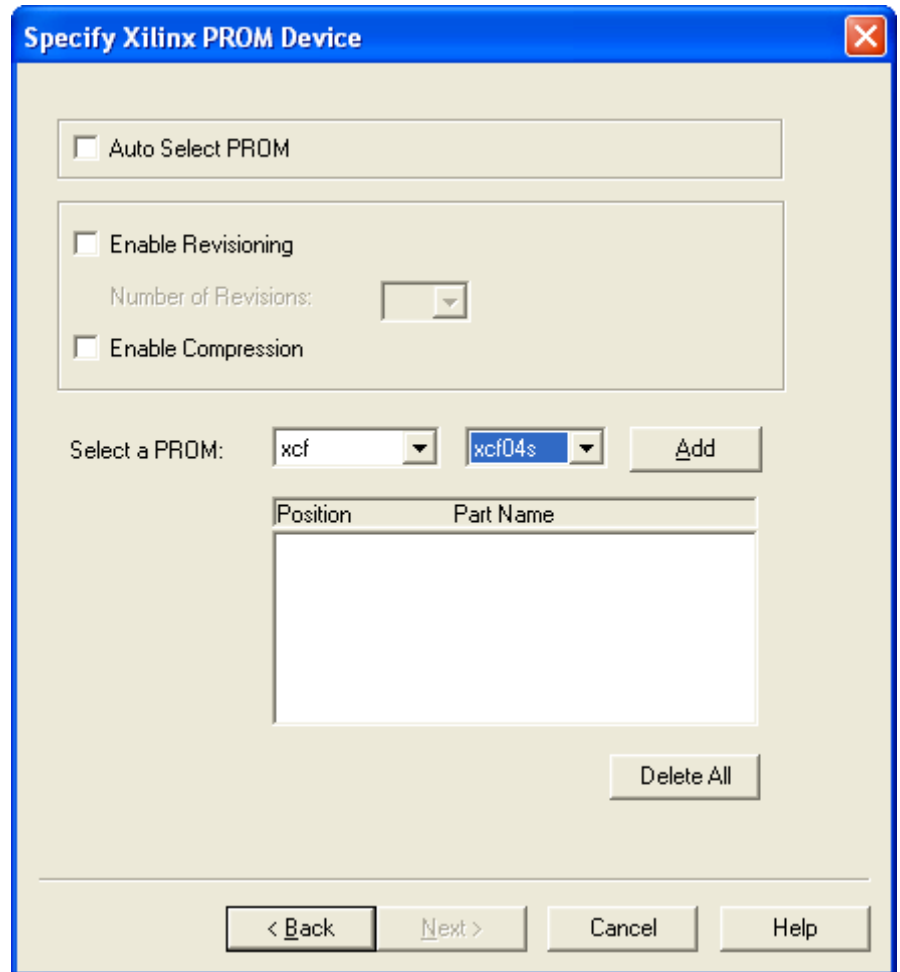 Specify Xilinx PROM Device
Auto Select PROM
Enable Revisioning
Number of Revisions:
Enable Compression
Select a PROM: xcf xcf04s Add
Position Part Name
Delete All
< Back Next > Cancel Help